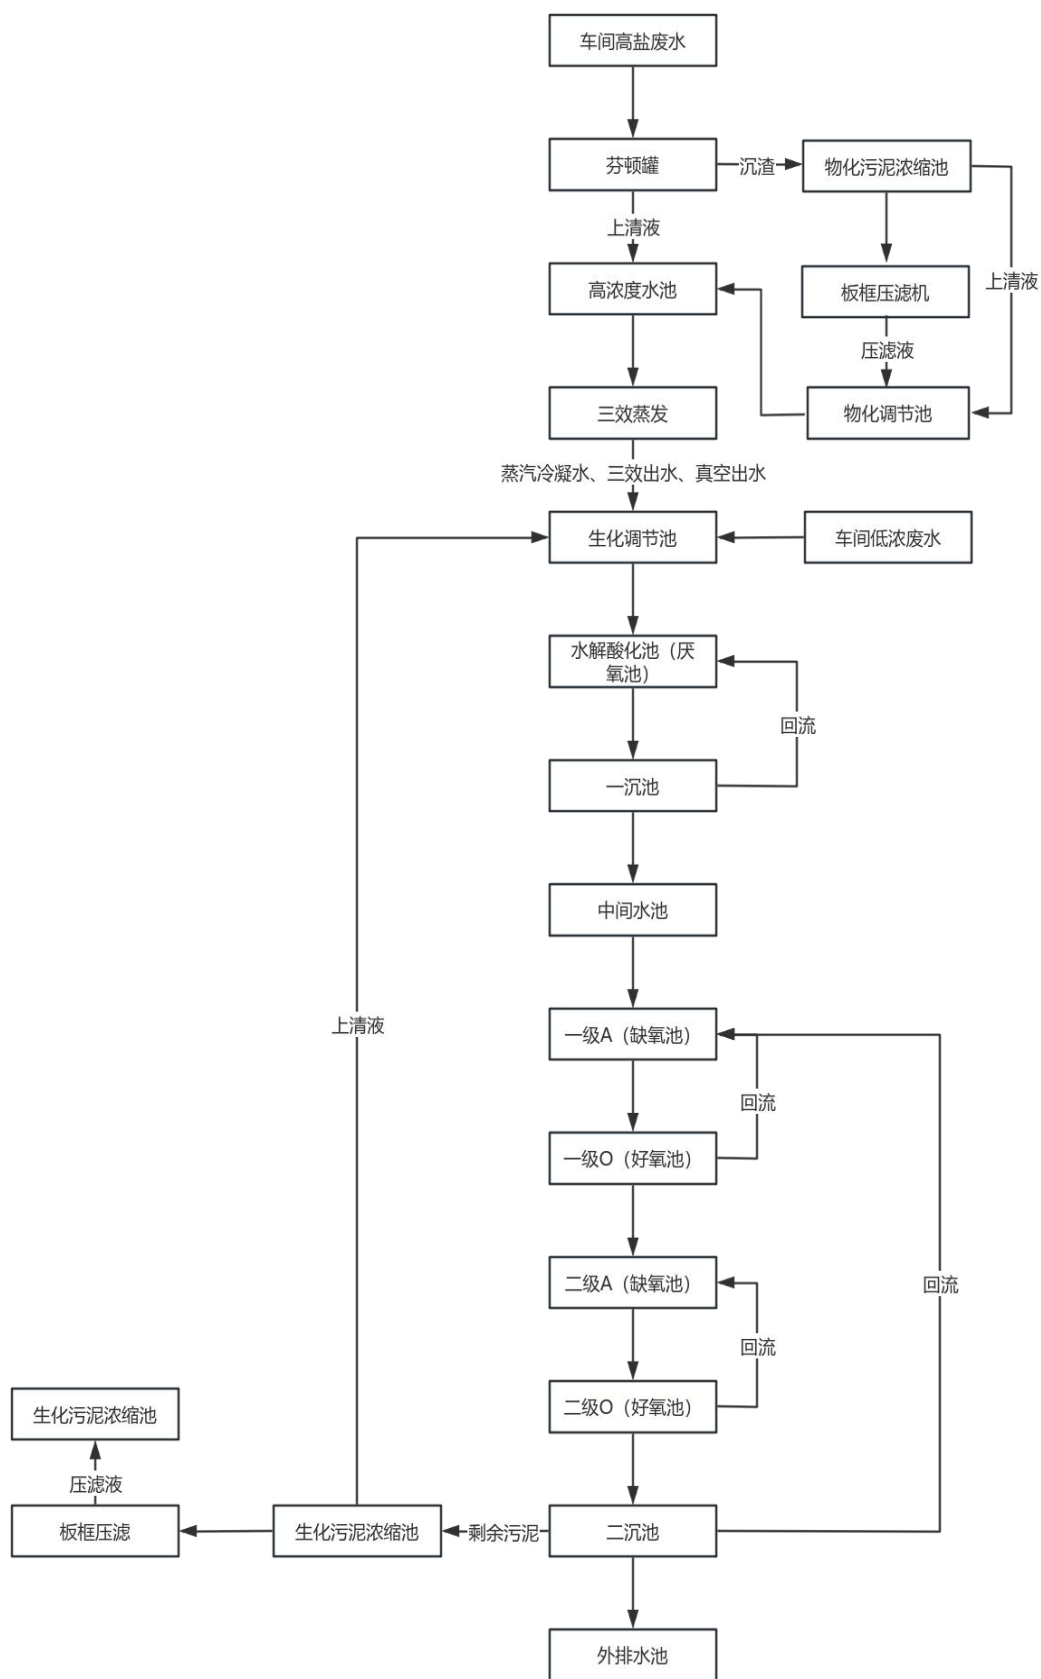 车间高盐废水
芬顿罐
沉渣
物化污泥浓缩池
上清液
高浓度水池
板框压滤机
上清液
压滤液
三效蒸发
物化调节池
蒸汽冷凝水、三效出水、真空出水
生化调节池
车间低浓废水
水解酸化池（厌
氧池）
回流
一沉池
中间水池
上清液
一级A（缺氧池）
回流
一级O（好氧池）
二级A（缺氧池）
回流
回流
二级O（好氧池）
生化污泥浓缩池
压滤液
板框压滤
生化污泥浓缩池
剩余污泥
二沉池
外排水池